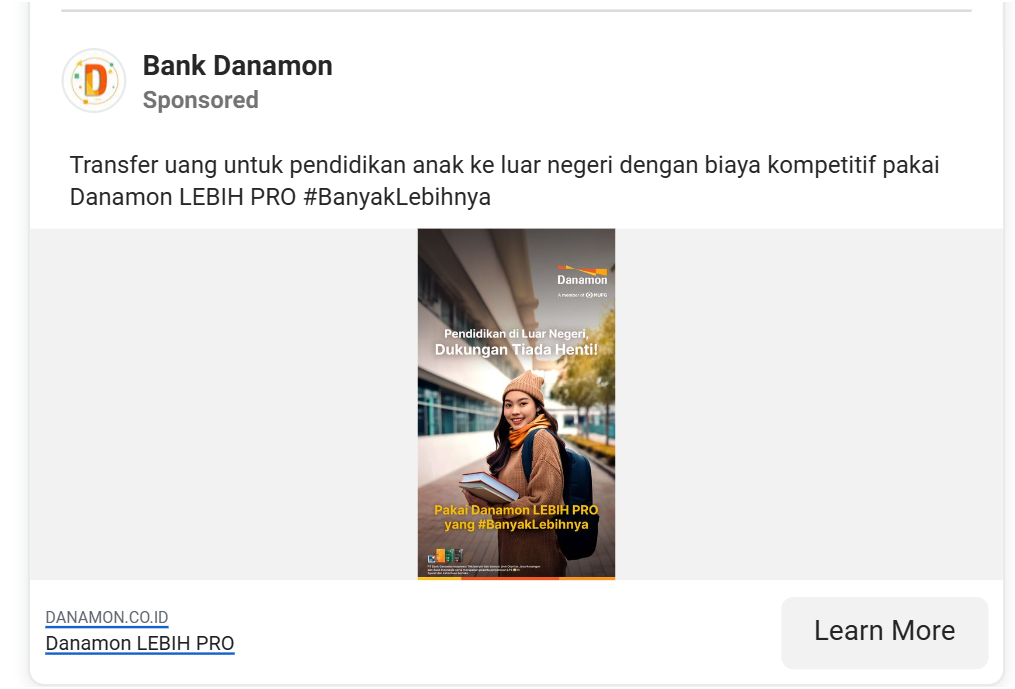 D
Bank Danamon
Sponsored
Transfer uang untuk pendidikan anak ke luar negeri dengan biaya kompetitif pakai
Danamon LEBIH PRO #BanyakLebihnya
Danamon
A member of MUFG
Pendidikan di Luar Negeri,
Dukungan Tiada Henti!
Pakai Danamon LEBIH PRO
yang #BanyakLebihnya
DANAMON.CO.ID
Danamon LEBIH PRO
Learn More